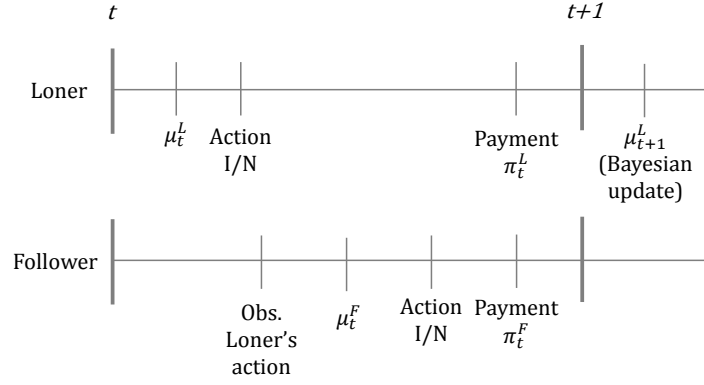 t t+1
Loner
μ_t^L Action I/N Payment π_t^L μ_{t+1}^L (Bayesian update)
Follower
Obs. Loner's action μ_t^F Action I/N Payment π_t^F